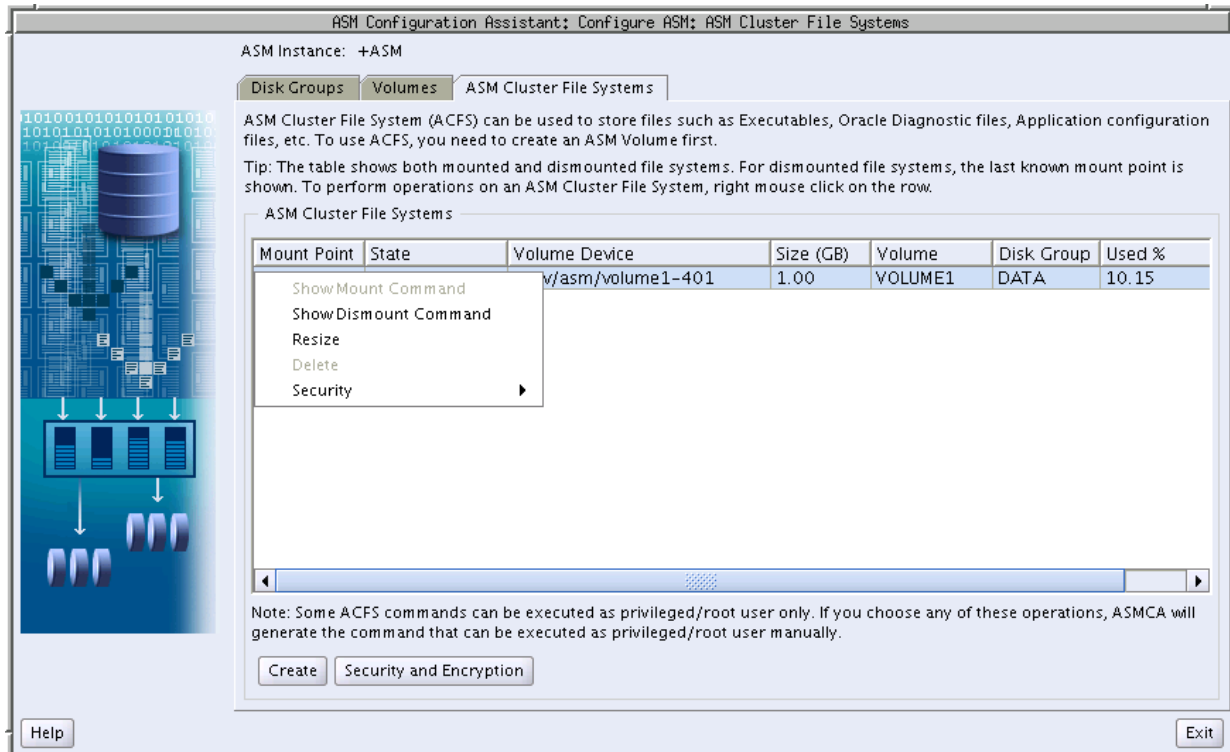 ASM Configuration Assistant: Configure ASM: ASM Cluster File Systems
ASM Instance: +ASM
Disk Groups Volumes ASM Cluster File Systems
ASM Cluster File System (ACFS) can be used to store files such as Executables, Oracle Diagnostic files, Application configuration
files, etc. To use ACFS, you need to create an ASM Volume first.
Tip: The table shows both mounted and dismounted file systems. For dismounted file systems, the last known mount point is
shown. To perform operations on an ASM Cluster File System, right mouse click on the row.
ASM Cluster File Systems
Mount Point State Volume Device Size (GB) Volume Disk Group Used %
v/asm/volume1-401 1.00 VOLUME1 DATA 10.15
Show Mount Command
Show Dismount Command
Resize
Delete
Security
Note: Some ACFS commands can be executed as privileged/root user only. If you choose any of these operations, ASMCA will
generate the command that can be executed as privileged/root user manually.
Create Security and Encryption
Help Exit